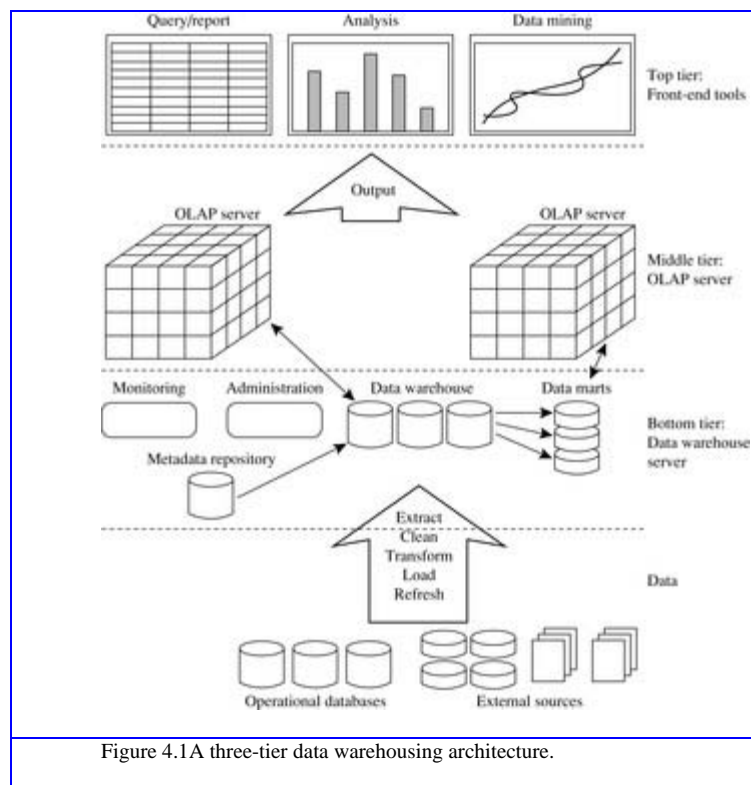 Query/report
Analysis
Data mining
Top tier:
Front-end tools
Output
OLAP server
OLAP server
Middle tier:
OLAP server
Monitoring
Administration
Data warehouse
Data marts
Bottom tier:
Data warehouse
server
Metadata repository
Extract
Clean
Transform
Load
Refresh
Data
Operational databases
External sources
Figure 4.1A three-tier data warehousing architecture.